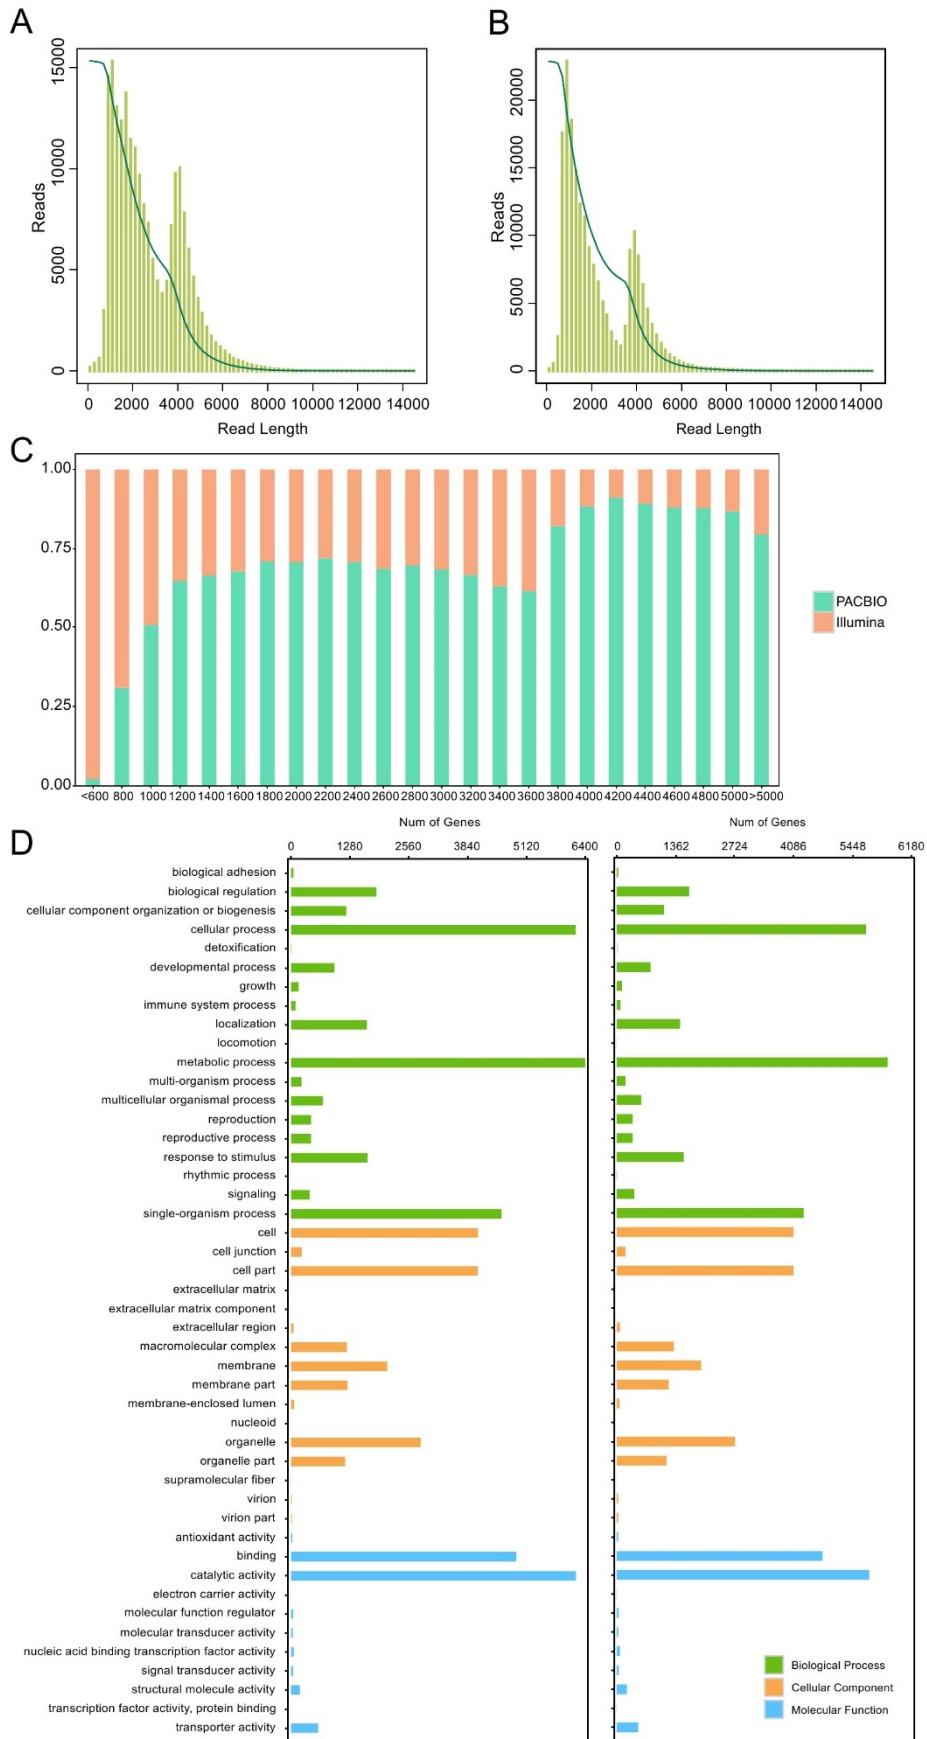 A
B
15000
10000
5000
0
Reads
0 2000 4000 6000 8000 10000 12000 14000
Read Length
20000
15000
10000
5000
0
Reads
0 2000 4000 6000 8000 10000 12000 14000
Read Length
C
1.00
0.75
0.50
0.25
0.00
<600 800 1000 1200 1400 1600 1800 2000 2200 2400 2600 2800 3000 3200 3400 3600 3800 4000 4200 4400 4600 4800 5000 >5000
PACBIO
Illumina
D
Num of Genes
0 1280 2560 3840 5120 6400
Num of Genes
0 1362 2724 4086 5448 6180
biological adhesion
biological regulation
cellular component organization or biogenesis
cellular process
detoxification
developmental process
growth
immune system process
localization
locomotion
metabolic process
multi-organism process
multicellular organismal process
reproduction
reproductive process
response to stimulus
rhythmic process
signaling
single-organism process
cell
cell junction
cell part
extracellular matrix
extracellular matrix component
extracellular region
macromolecular complex
membrane
membrane part
membrane-enclosed lumen
nucleoid
organelle
organelle part
supramolecular fiber
virion
virion part
antioxidant activity
binding
catalytic activity
electron carrier activity
molecular function regulator
molecular transducer activity
nucleic acid binding transcription factor activity
signal transducer activity
structural molecule activity
transcription factor activity, protein binding
transporter activity
Biological Process
Cellular Component
Molecular Function